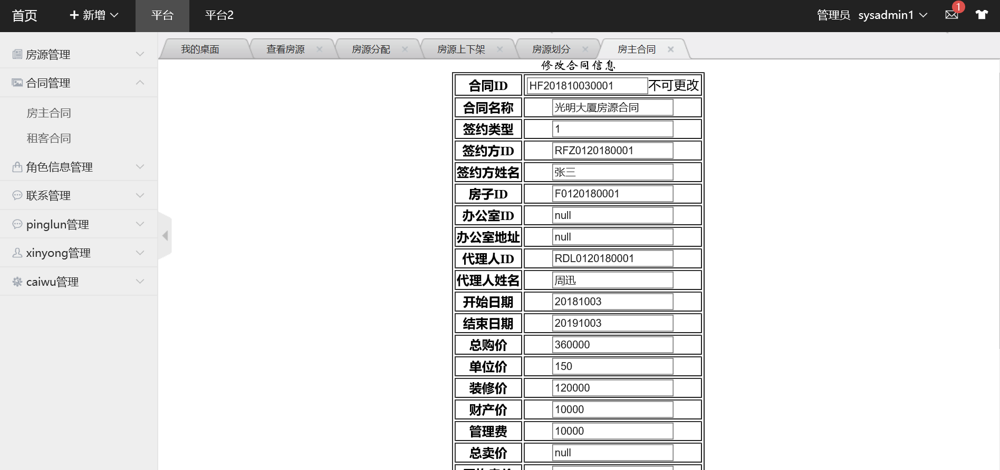 首页 新增 平台 平台2 管理员 sysadmin1 1
房源管理
合同管理
房主合同
租客合同
角色信息管理
联系管理
pinglun管理
xinyong管理
caiwu管理
我的桌面 查看房源 房源分配 房源上下架 房源划分 房主合同
修改合同信息
合同ID HF201810030001 不可更改
合同名称 光明大厦房源合同
签约类型 1
签约方ID RFZ0120180001
签约方姓名 张三
房子ID F0120180001
办公室ID null
办公室地址 null
代理人ID RDL0120180001
代理人姓名 周迅
开始日期 20181003
结束日期 20191003
总购价 360000
单位价 150
装修价 120000
财产价 10000
管理费 10000
总卖价 null